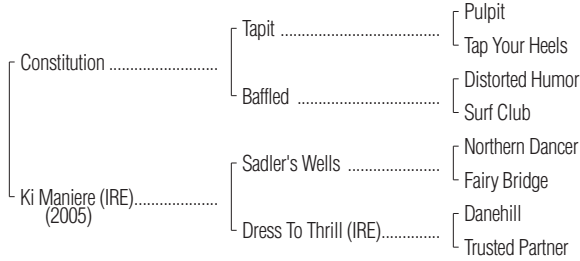 Pulpit
Tapit ..................................
Tap Your Heels
Constitution ..........................
Distorted Humor
Baffled ..................................
Surf Club
Northern Dancer
Sadler's Wells ......................
Fairy Bridge
Ki Maniere (IRE)....................
(2005)
Danehill
Dress To Thrill (IRE)..............
Trusted Partner